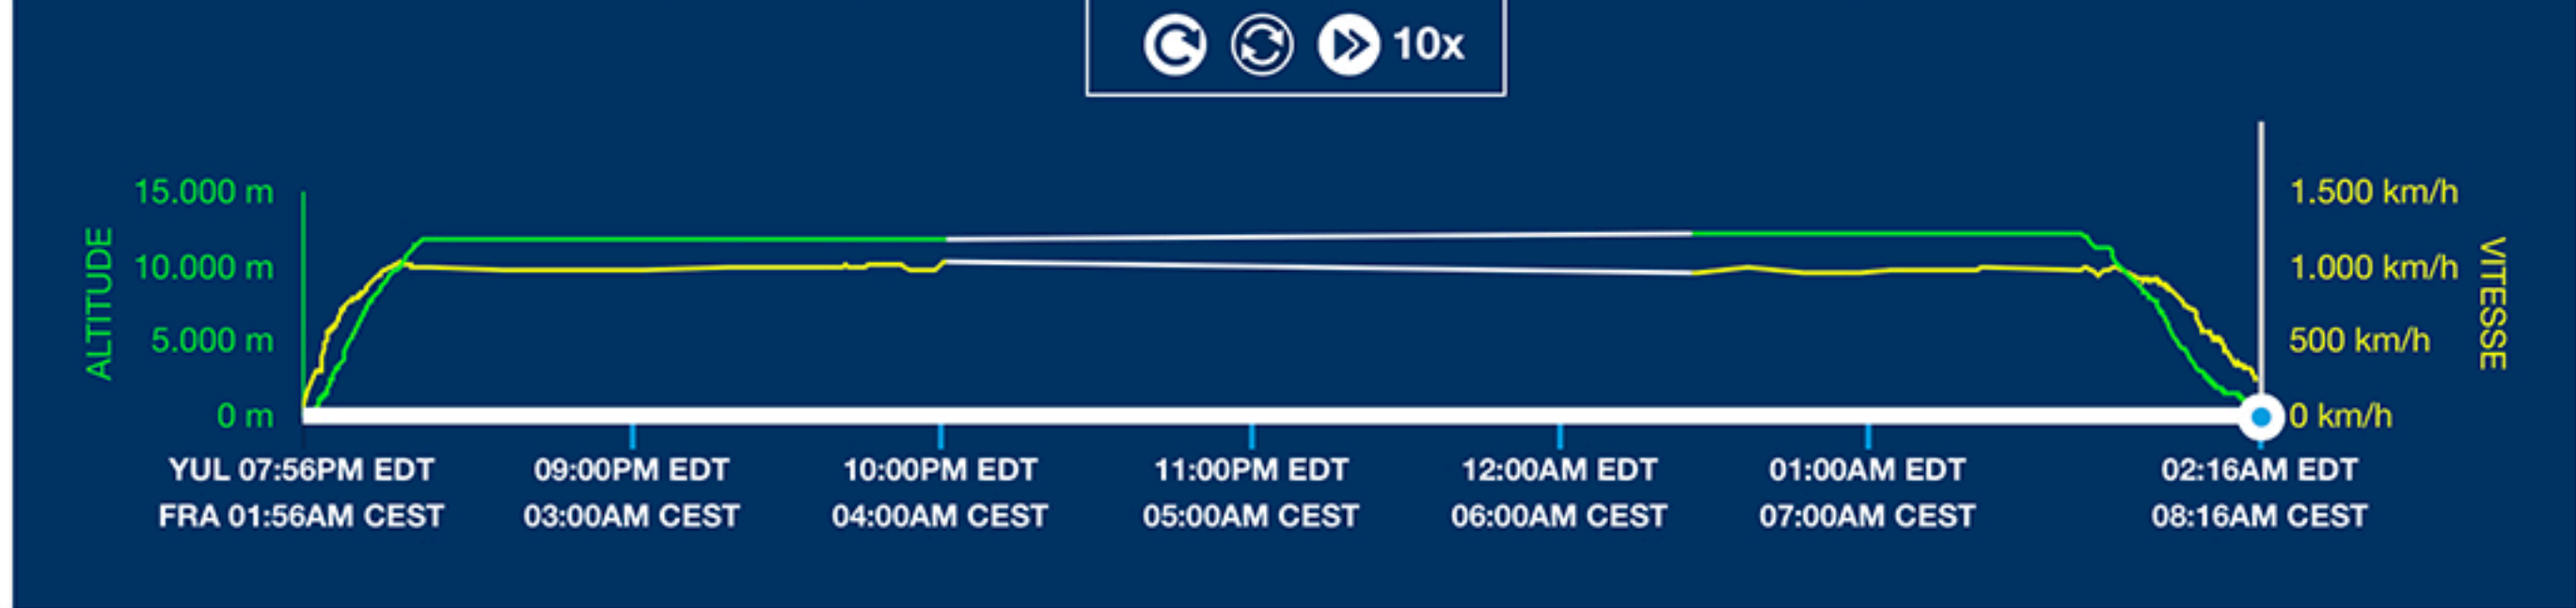 10x
15.000 m
10.000 m
5.000 m
0 m
ALTITUDE
1.500 km/h
1.000 km/h
500 km/h
0 km/h
VITESSE
YUL 07:56PM EDT 09:00PM EDT 10:00PM EDT 11:00PM EDT 12:00AM EDT 01:00AM EDT 02:16AM EDT
FRA 01:56AM CEST 03:00AM CEST 04:00AM CEST 05:00AM CEST 06:00AM CEST 07:00AM CEST 08:16AM CEST